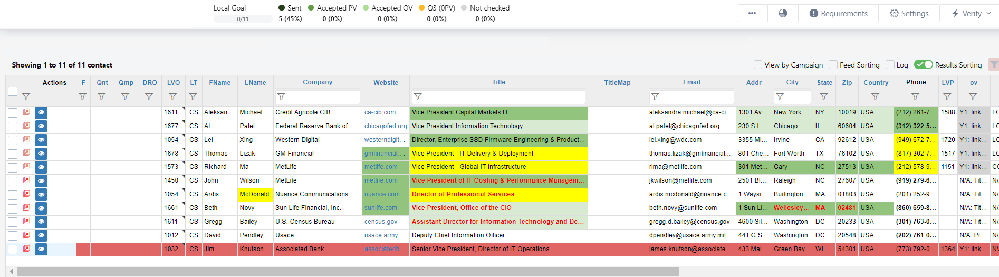 Local Goal Sent Accepted PV Accepted OV Q3 (0PV) Not checked
0/11 5 (45%) 0 (0%) 0 (0%) 0 (0%) 0 (0%)
Requirements Settings Verify
Showing 1 to 11 of 11 contact View by Campaign Feed Sorting Log Results Sorting
Actions F Qnt Qmp DRO LVO LT FName LName Company Website Title TitleMap Email Addr City State Zip Country Phone LVP ov
1611 CS Aleksan... Michael Credit Agricole CIB ca-cib.com Vice President Capital Markets IT aleksandra.michael@ca-ci... 1301 Av... New York ... NY 10019 USA (212) 261-7... 1588 Y1: link... LC
1677 CS Al Patel Federal Reserve Bank of ... chicagofed.org Vice President Information Technology al.patel@chicagofed.org 230 S L... Chicago IL 60604 USA (312) 322-5... Y1: link... LC
1054 CS Lei Xing Western Digital westerndigit... Director, Enterprise SSD Firmware Engineering & Product... lei.xing@wdc.com 3355 Mi... Irvine CA 92612 USA (949) 672-7... 1720 Y1: link... LC
1678 CS Thomas Lizak GM Financial gmfinancial.... Vice President - IT Delivery & Deployment thomas.lizak@gmfinancial.... 801 Che... Fort Worth TX 76102 USA (817) 302-7... 1517 Y1: link... LC
1573 CS Richard Ma MetLife metlife.com Vice President - Global IT Infrastructure rima@metlife.com 301 Met... Cary NC 27513 USA (212) 578-9... 1151 Y1: link... CC
1450 CS John Wilson MetLife metlife.com Vice President of IT Costing & Performance Managem... jkwilson@metlife.com 2501 Bl... Raleigh NC 27607 USA (919) 279-6... N/A: Tit... N/
1054 CS Ardis McDonald Nuance Communications nuance.com Director of Professional Services ardis.mcdonald@nuance.c... 1 Waysi... Burlington MA 01803 USA (201) 252-9... N/A: Tit... N/
1661 CS Beth Novy Sun Life Financial, Inc. sunlife.com Vice President, Office of the CIO beth.novy@sunlife.com 1 Sun Li... Wellesley... MA 02481 USA (860) 659-8... N/A: Tit... N/
1611 CS Gregg Bailey U.S. Census Bureau census.gov Assistant Director for Information Technology and De... gregg.d.bailey@census.gov 4600 Sil... Washington DC 20233 USA (301) 763-0... N/A: Tit... N/
1012 CS David Pendley Usace usace.army.... Deputy Chief Information Officer dpendley@usace.army.mil 441 G S... Washington DC 20548 USA (202) 761-0... N/A: Pr... N/
1032 CS Jim Knutson Associated Bank associatedb... Senior Vice President, Director of IT Operations james.knutson@associate... 433 Mai... Green Bay WI 54301 USA (773) 792-0... 1364 Y1: link... NV